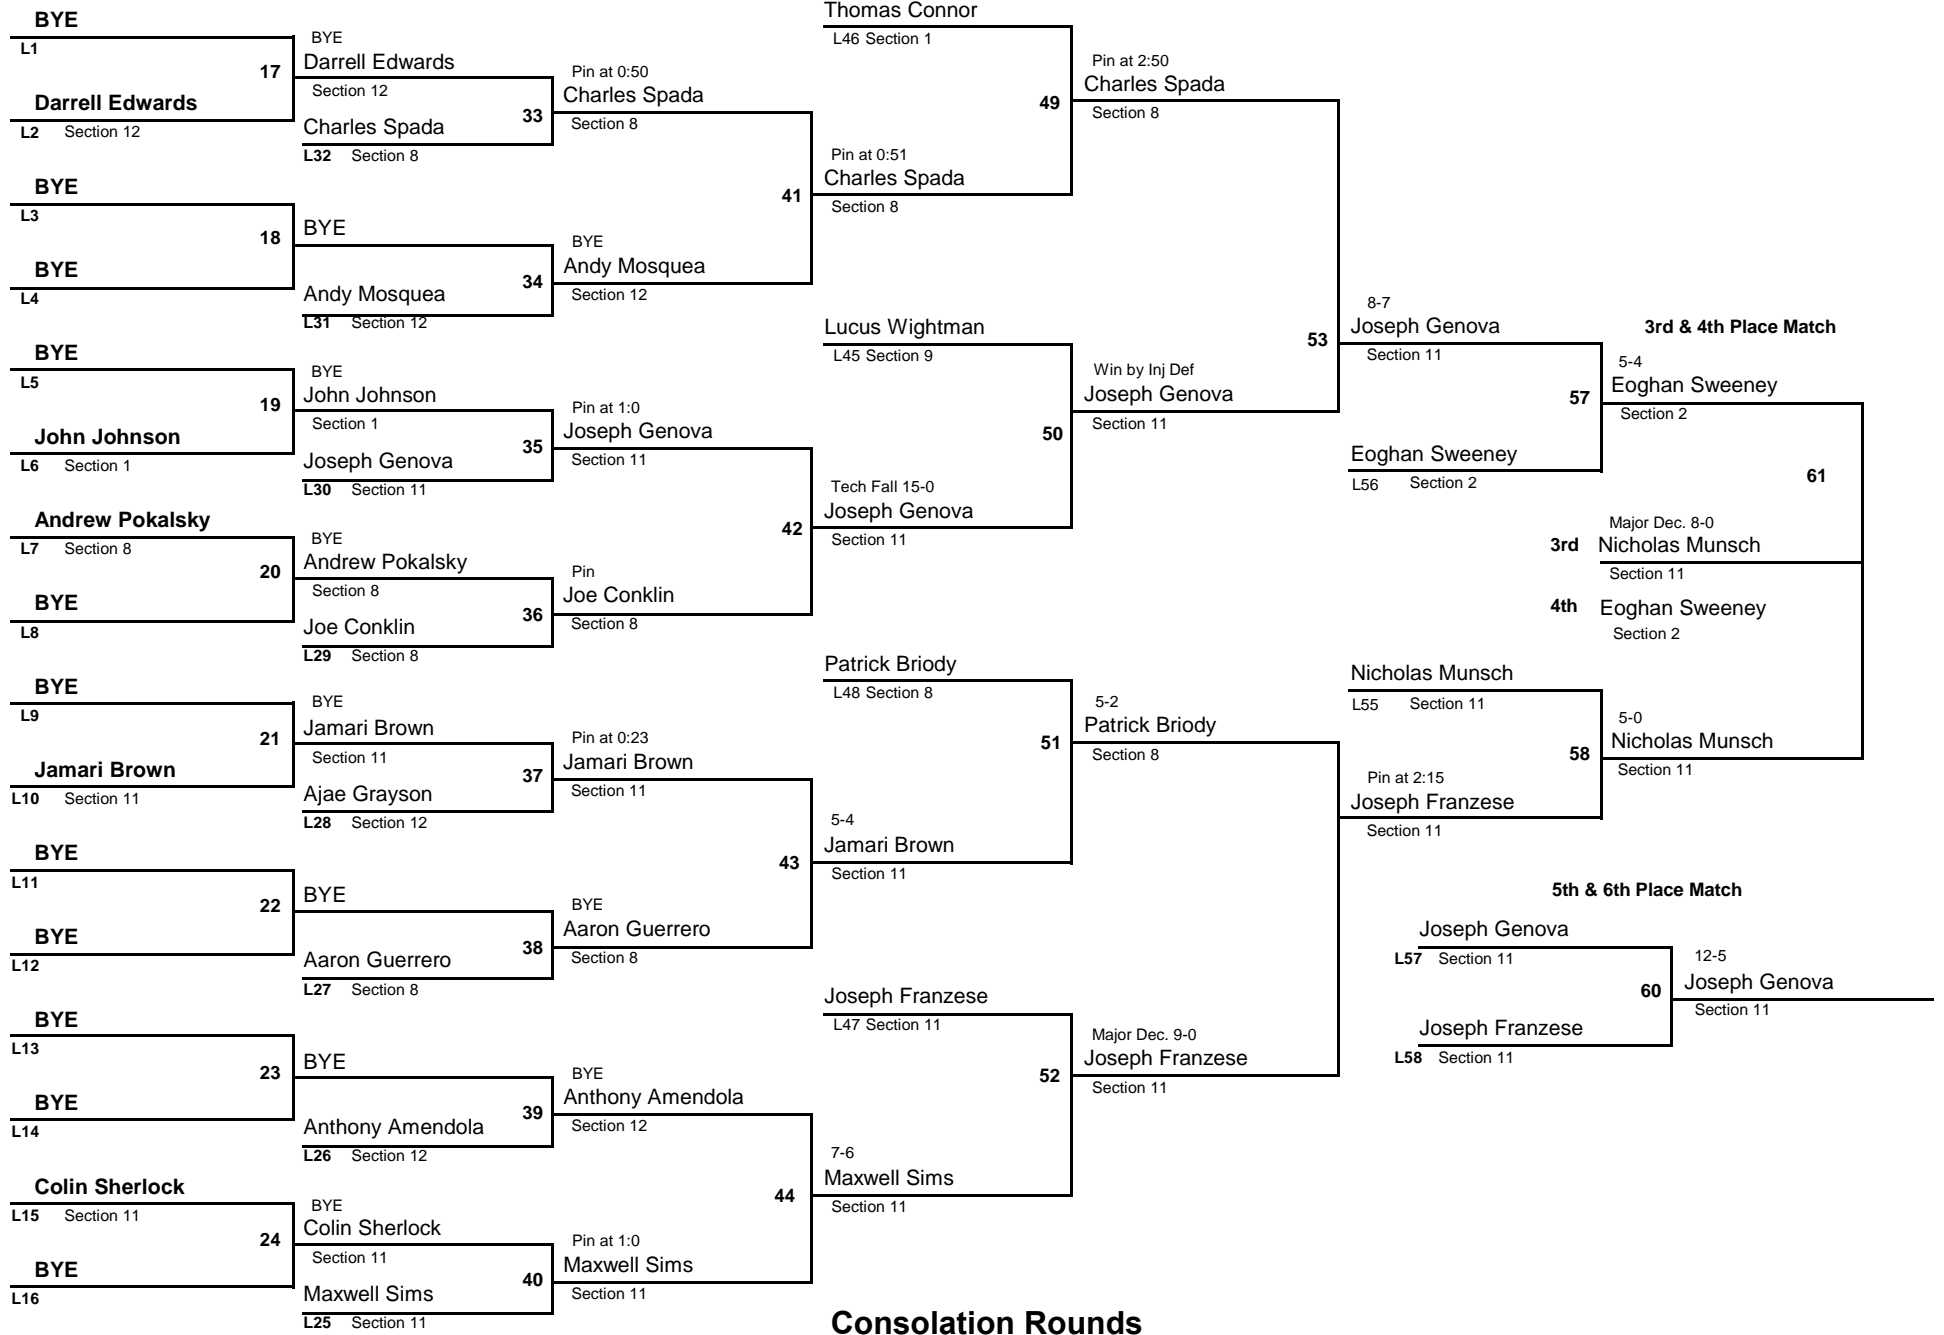 BYE
L1
17
Darrell Edwards
L2 Section 12
BYE
L3
18
BYE
L4
BYE
L5
19
John Johnson
L6 Section 1
Andrew Pokalsky
L7 Section 8
20
BYE
L8
BYE
L9
21
Jamari Brown
L10 Section 11
BYE
L11
22
BYE
L12
BYE
L13
23
BYE
L14
Colin Sherlock
L15 Section 11
24
BYE
L16
BYE
Darrell Edwards
Section 12
33
Charles Spada
L32 Section 8
BYE
34
Andy Mosquea
L31 Section 12
BYE
John Johnson
Section 1
35
Joseph Genova
L30 Section 11
BYE
Andrew Pokalsky
Section 8
36
Joe Conklin
L29 Section 8
BYE
Jamari Brown
Section 11
37
Ajae Grayson
L28 Section 12
BYE
38
Aaron Guerrero
L27 Section 8
BYE
39
Anthony Amendola
L26 Section 12
BYE
Colin Sherlock
Section 11
40
Maxwell Sims
L25 Section 11
Pin at 0:50
Charles Spada
Section 8
41
BYE
Andy Mosquea
Section 12
Pin at 1:0
Joseph Genova
Section 11
42
Pin
Joe Conklin
Section 8
Pin at 0:23
Jamari Brown
Section 11
43
BYE
Aaron Guerrero
Section 8
BYE
Anthony Amendola
Section 12
44
Pin at 1:0
Maxwell Sims
Section 11
Thomas Connor
L46 Section 1
49
Pin at 0:51
Charles Spada
Section 8
Lucus Wightman
L45 Section 9
50
Tech Fall 15-0
Joseph Genova
Section 11
Patrick Briody
L48 Section 8
51
5-4
Jamari Brown
Section 11
Joseph Franzese
L47 Section 11
52
7-6
Maxwell Sims
Section 11
Pin at 2:50
Charles Spada
Section 8
53
Win by Inj Def
Joseph Genova
Section 11
5-2
Patrick Briody
Section 8
Major Dec. 9-0
Joseph Franzese
Section 11
8-7
Joseph Genova
Section 11
57
Eoghan Sweeney
L56 Section 2
Nicholas Munsch
L55 Section 11
58
Pin at 2:15
Joseph Franzese
Section 11
3rd & 4th Place Match
5-4
Eoghan Sweeney
Section 2
61
Major Dec. 8-0
3rd Nicholas Munsch
Section 11
4th Eoghan Sweeney
Section 2
5-0
Nicholas Munsch
Section 11
5th & 6th Place Match
Joseph Genova
L57 Section 11
60
Joseph Franzese
L58 Section 11
12-5
Joseph Genova
Section 11
Consolation Rounds